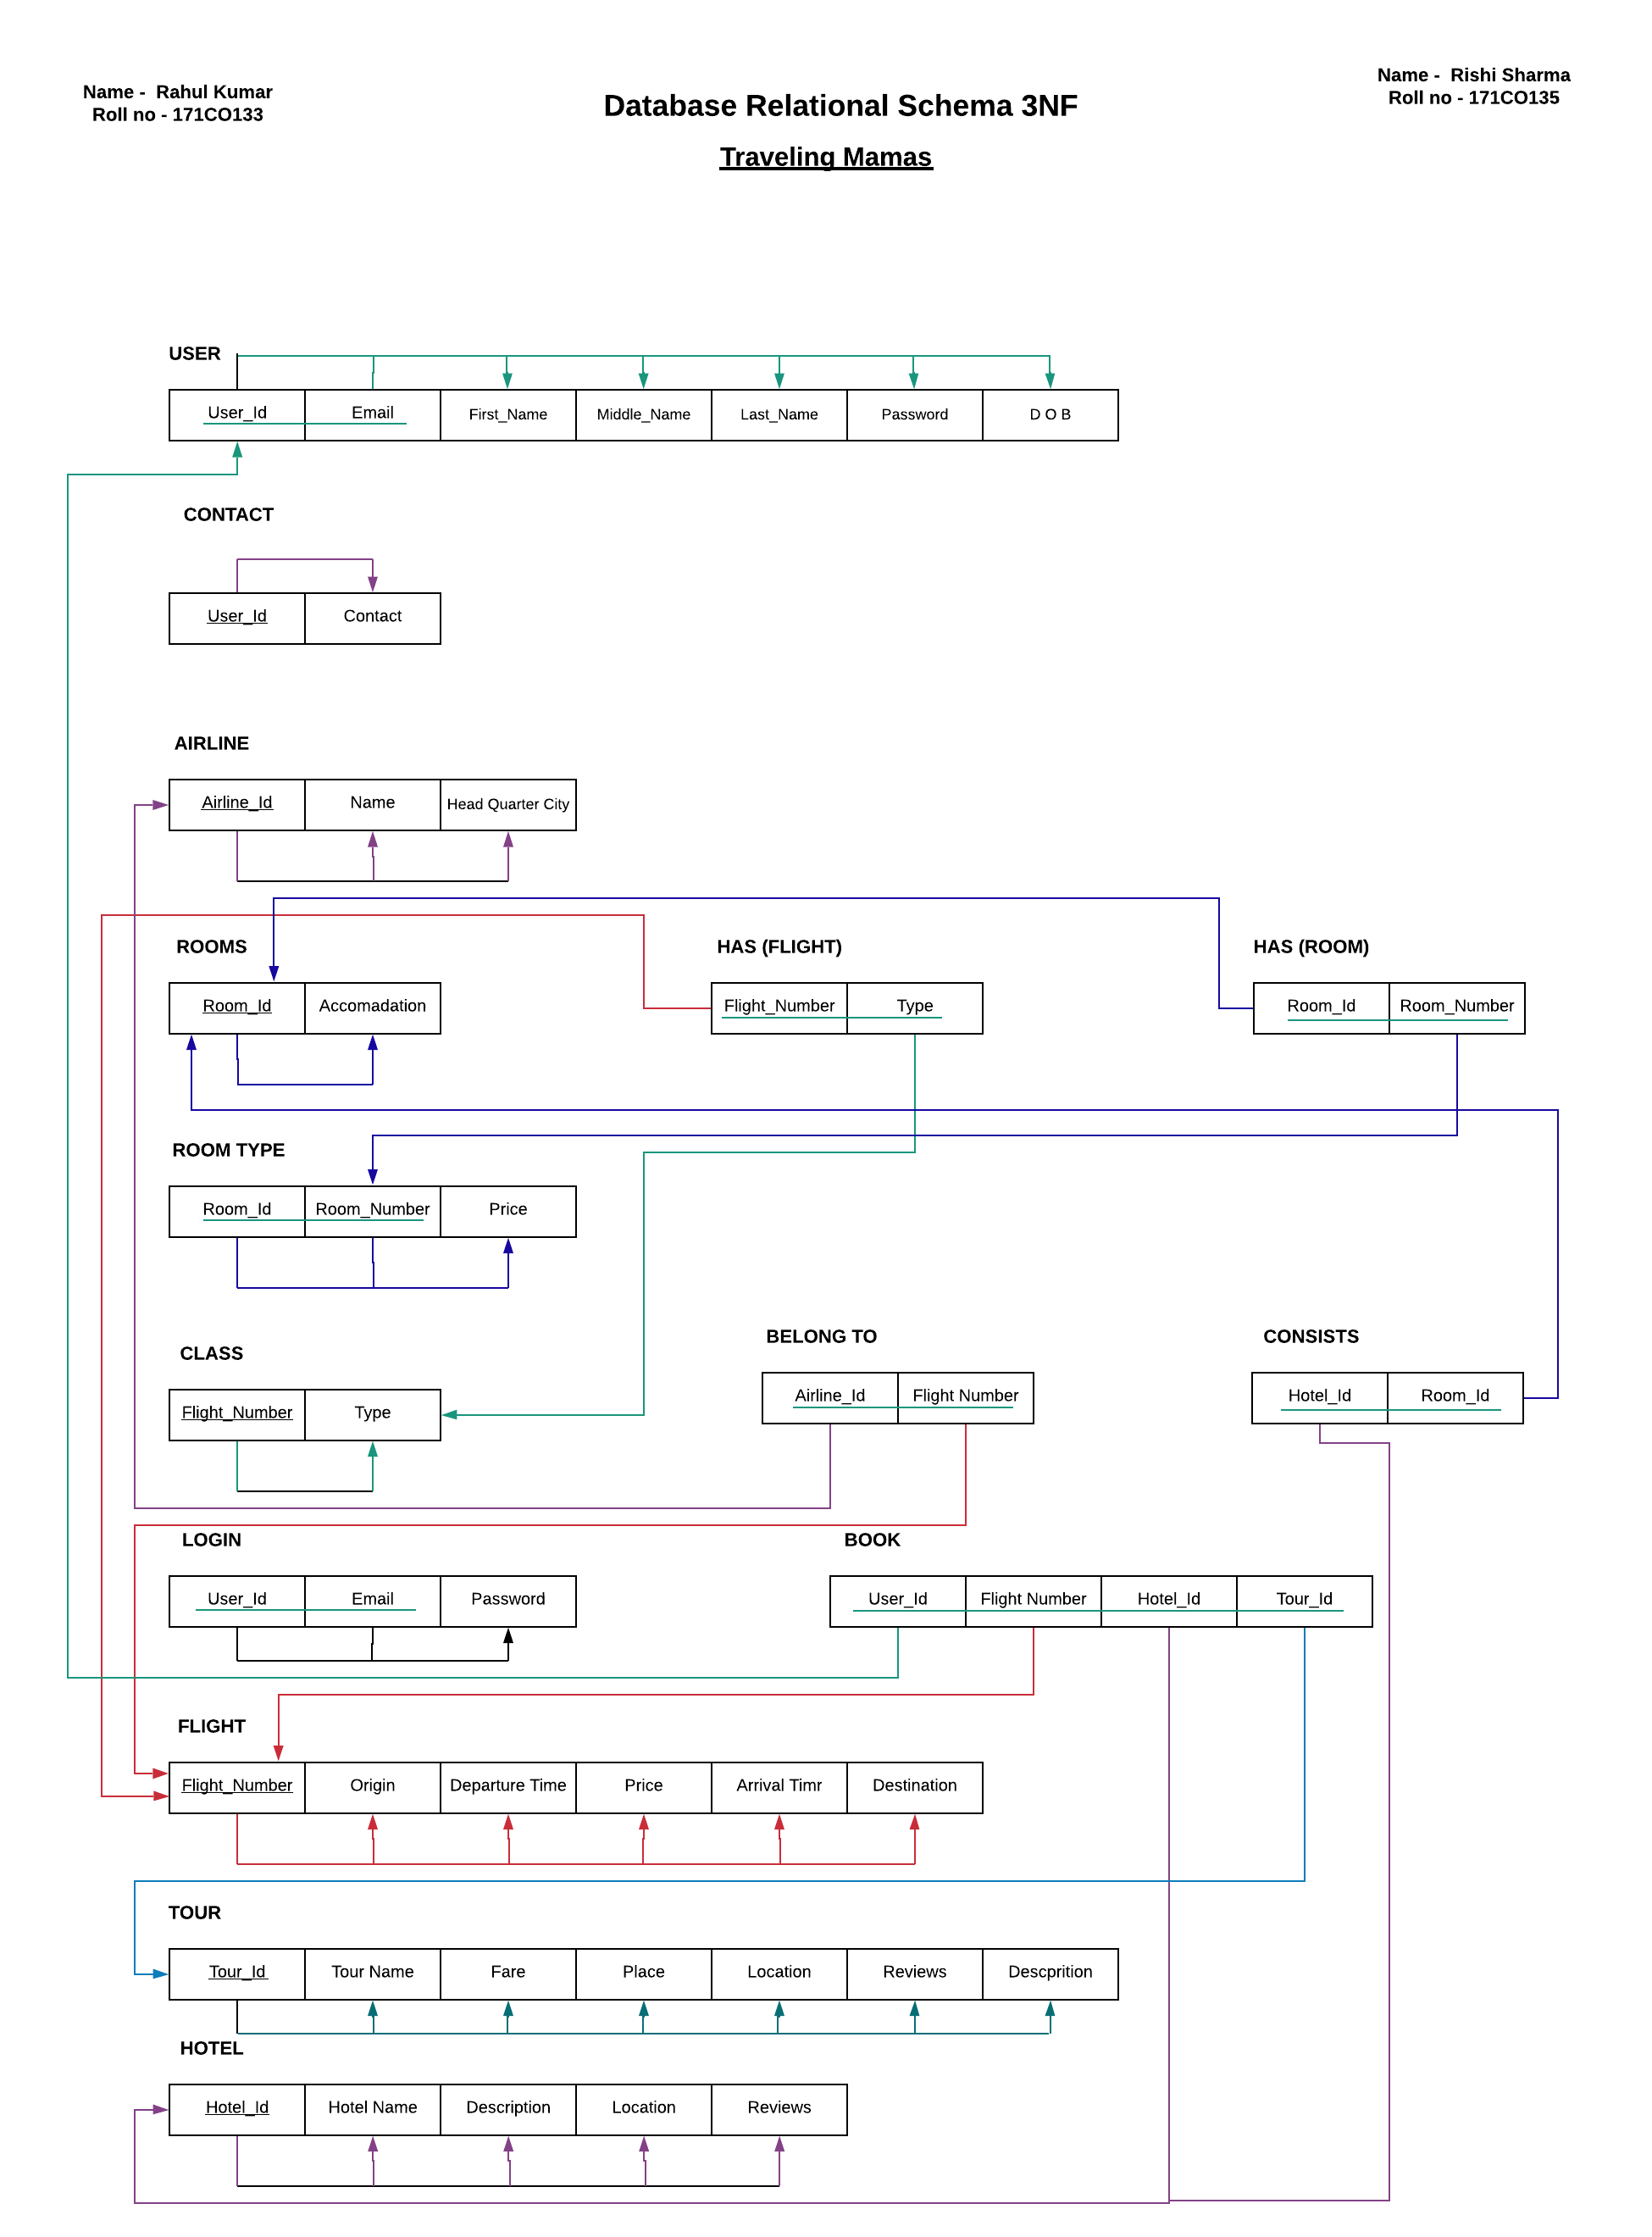 Name -  Rahul Kumar
Roll no - 171CO133
Name -  Rishi Sharma
Roll no - 171CO135
Database Relational Schema 3NF
Traveling Mamas
USER
User_Id Email First_Name Middle_Name Last_Name Password D O B
CONTACT
User_Id Contact
AIRLINE
Airline_Id Name Head Quarter City
ROOMS HAS (FLIGHT) HAS (ROOM)
Room_Id Accomadation Flight_Number Type Room_Id Room_Number
ROOM TYPE
Room_Id Room_Number Price
BELONG TO CONSISTS
CLASS
Airline_Id Flight Number Hotel_Id Room_Id
Flight_Number Type
LOGIN BOOK
User_Id Email Password User_Id Flight Number Hotel_Id Tour_Id
FLIGHT
Flight_Number Origin Departure Time Price Arrival Timr Destination
TOUR
Tour_Id Tour Name Fare Place Location Reviews Descprition
HOTEL
Hotel_Id Hotel Name Description Location Reviews